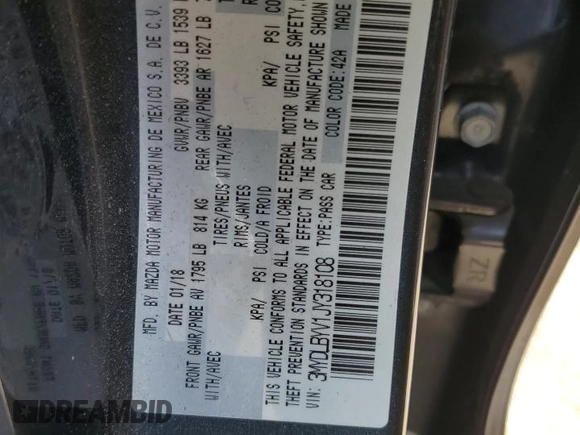 MFD. BY MAZDA MOTOR MANUFACTURING DE MEXICO S.A. DE C.V.
DATE 01/18 GVWR/PNBV 3393 LB 1539
FRONT GAWR/PNBE AV 1795 LB 814 KG REAR GAWR/PNBE AR 1627 LB
WITH/AVEC TIRES/PNEUS WITH/AVEC
RIMS/JANTES
KPA/ PSI COLD/A FROID KPA/ PSI CO
THIS VEHICLE CONFORMS TO ALL APPLICABLE FEDERAL MOTOR VEHICLE SAFETY,
THEFT PREVENTION STANDARDS IN EFFECT ON THE DATE OF MANUFACTURE SHOWN
VIN: 3MYDLBYV1JY318108 TYPE:PASS CAR COLOR CODE:42A MADE
ZR
DREAMBID